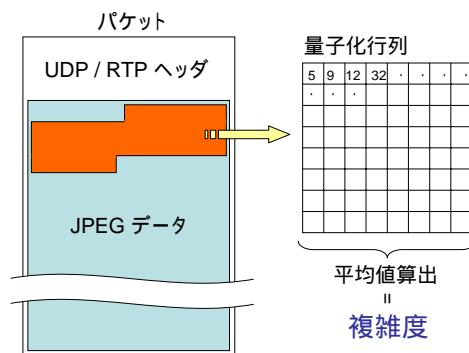 パケット
UDP / RTP ヘッダ
JPEG データ
量子化行列
5 9 12 32 · · · ·
· · ·
平均値算出
=
複雑度